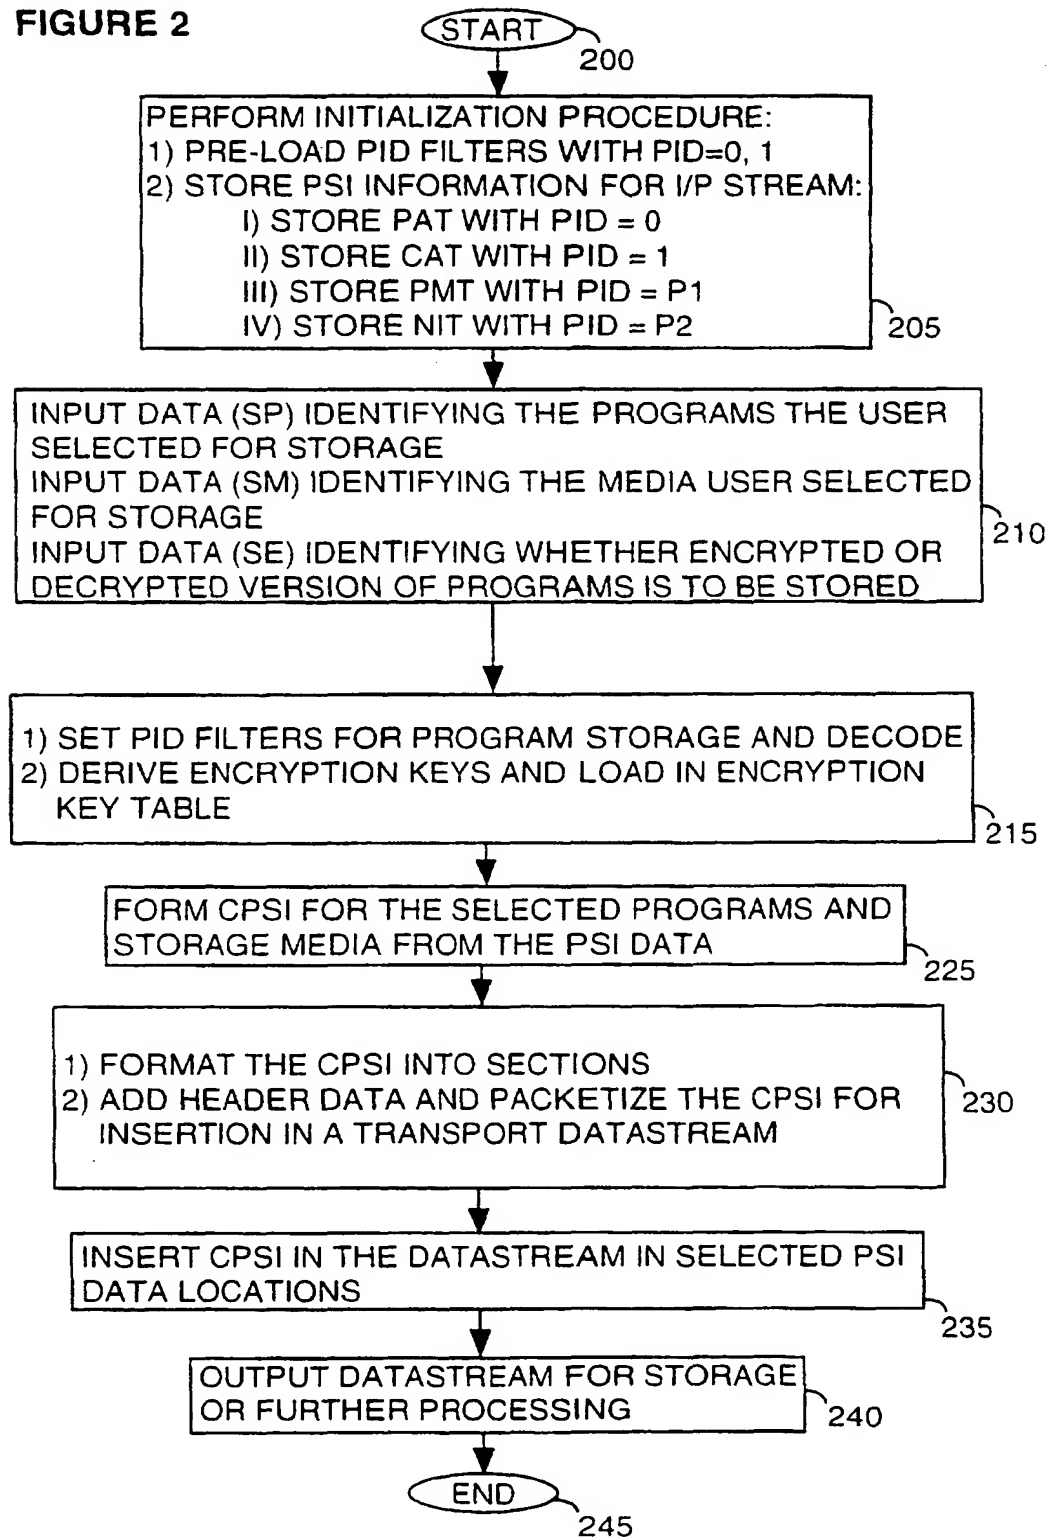 FIGURE 2
START
200
PERFORM INITIALIZATION PROCEDURE:
1) PRE-LOAD PID FILTERS WITH PID=0, 1
2) STORE PSI INFORMATION FOR I/P STREAM:
I) STORE PAT WITH PID = 0
II) STORE CAT WITH PID = 1
III) STORE PMT WITH PID = P1
IV) STORE NIT WITH PID = P2
205
INPUT DATA (SP) IDENTIFYING THE PROGRAMS THE USER
SELECTED FOR STORAGE
INPUT DATA (SM) IDENTIFYING THE MEDIA USER SELECTED
FOR STORAGE
INPUT DATA (SE) IDENTIFYING WHETHER ENCRYPTED OR
DECRYPTED VERSION OF PROGRAMS IS TO BE STORED
210
1) SET PID FILTERS FOR PROGRAM STORAGE AND DECODE
2) DERIVE ENCRYPTION KEYS AND LOAD IN ENCRYPTION
KEY TABLE
215
FORM CPSI FOR THE SELECTED PROGRAMS AND
STORAGE MEDIA FROM THE PSI DATA
225
1) FORMAT THE CPSI INTO SECTIONS
2) ADD HEADER DATA AND PACKETIZE THE CPSI FOR
INSERTION IN A TRANSPORT DATASTREAM
230
INSERT CPSI IN THE DATASTREAM IN SELECTED PSI
DATA LOCATIONS
235
OUTPUT DATASTREAM FOR STORAGE
OR FURTHER PROCESSING
240
END
245